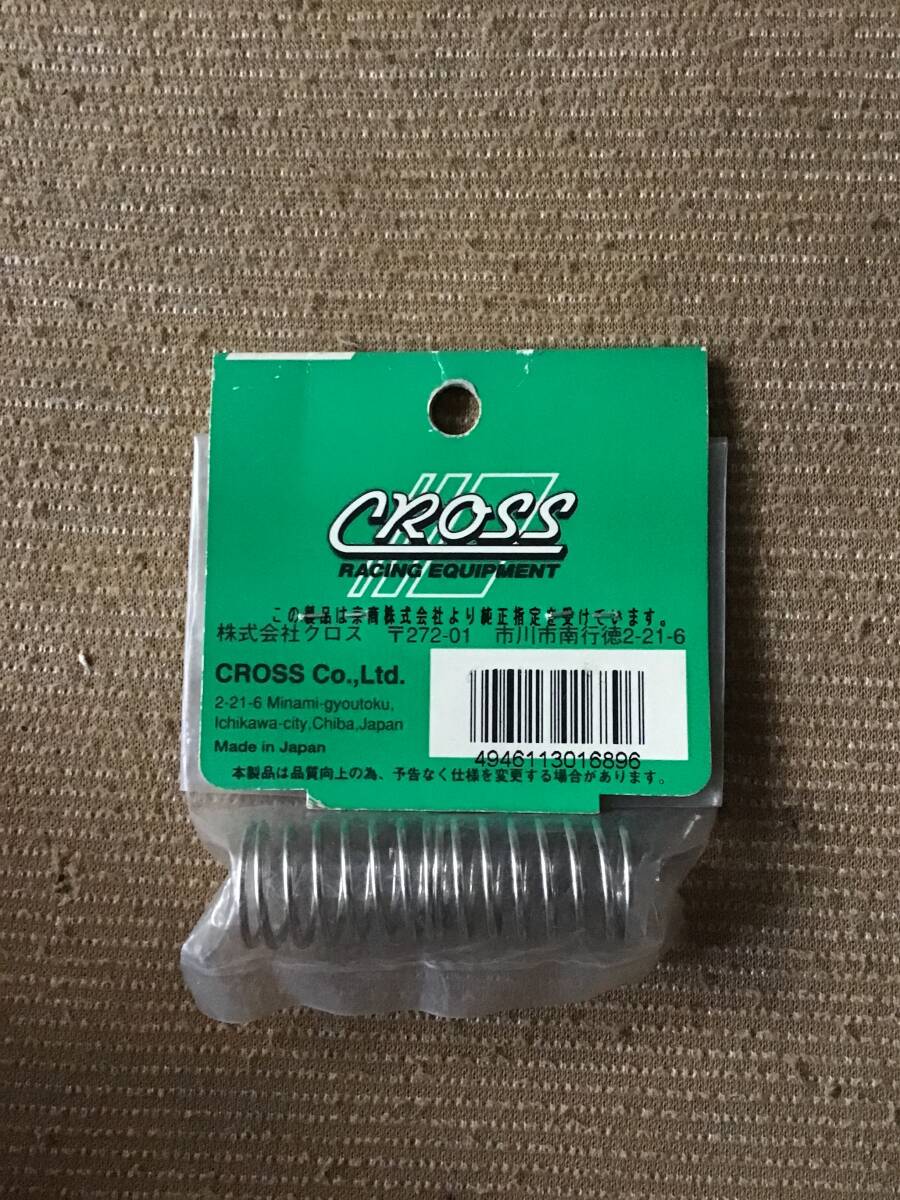 CROSS
RACING EQUIPMENT
この製品は京商株式会社より純正指定を受けています。
株式会社クロス 〒272-01 市川市南行徳2-21-6
CROSS Co.,Ltd.
2-21-6 Minami-gyoutoku,
Ichikawa-city,Chiba,Japan
Made in Japan
4946113016896
本製品は品質向上の為、予告なく仕様を変更する場合があります。